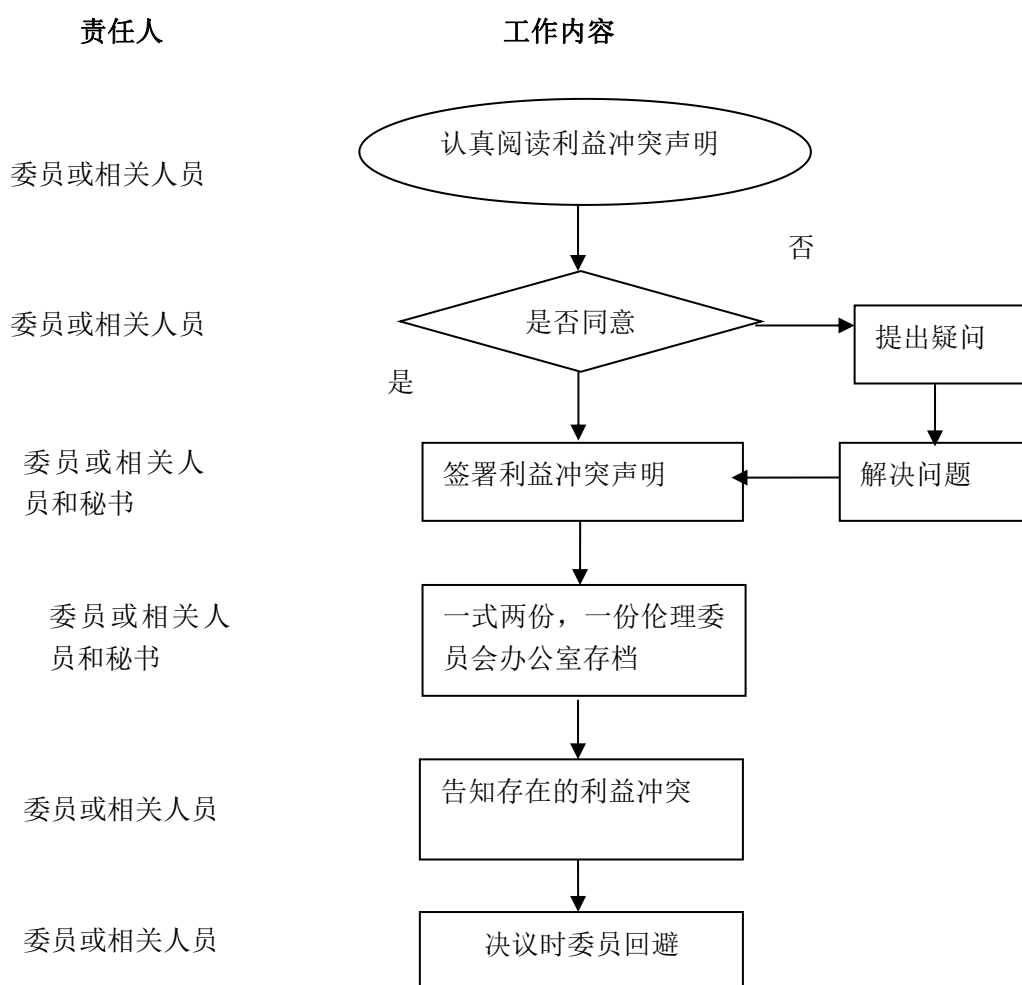 责任人
工作内容
认真阅读利益冲突声明
委员或相关人员
否
委员或相关人员
是否同意
提出疑问
是
委员或相关人
员和秘书
签署利益冲突声明
解决问题
委员或相关人
员和秘书
一式两份，一份伦理委
员会办公室存档
委员或相关人员
告知存在的利益冲突
委员或相关人员
决议时委员回避